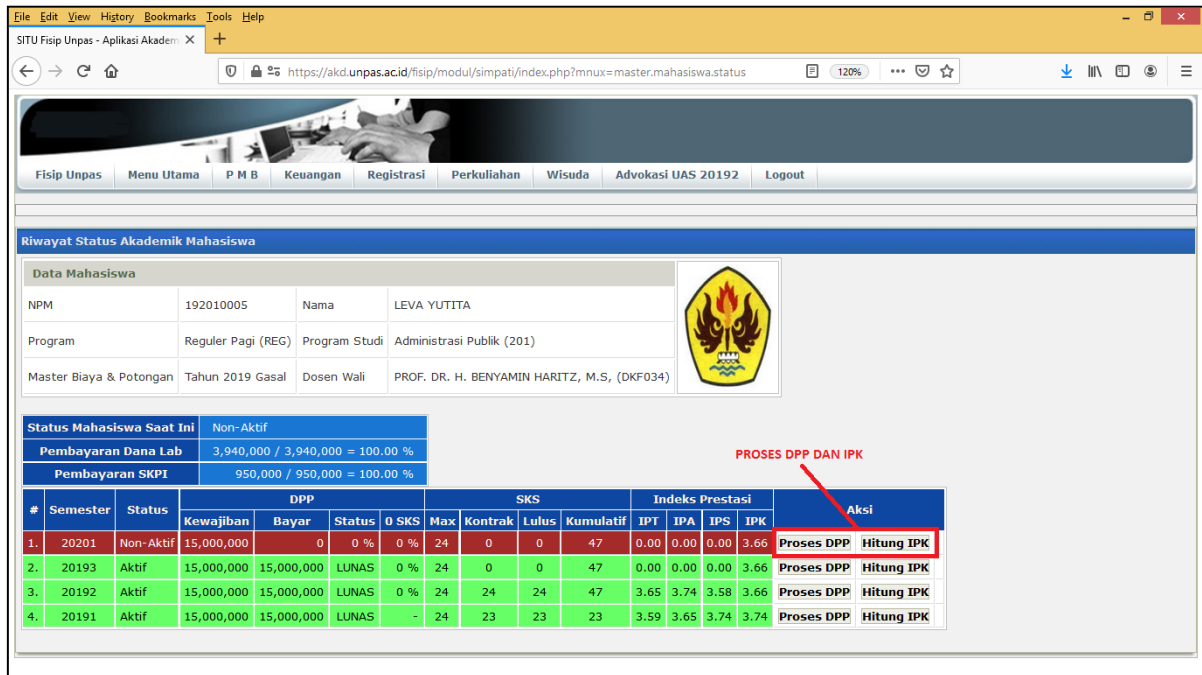 File Edit View History Bookmarks Tools Help
SITU Fisip Unpas - Aplikasi Akadem
https://akd.unpas.ac.id/fisip/modul/simpati/index.php?mnux=master.mahasiswa.status 120%
Fisip Unpas Menu Utama P M B Keuangan Registrasi Perkuliahan Wisuda Advokasi UAS 20192 Logout
Riwayat Status Akademik Mahasiswa
Data Mahasiswa
NPM 192010005 Nama LEVA YUTITA
Program Reguler Pagi (REG) Program Studi Administrasi Publik (201)
Master Biaya & Potongan Tahun 2019 Gasal Dosen Wali PROF. DR. H. BENYAMIN HARITZ, M.S, (DKF034)
Status Mahasiswa Saat Ini Non-Aktif
Pembayaran Dana Lab 3,940,000 / 3,940,000 = 100.00 %
Pembayaran SKPI 950,000 / 950,000 = 100.00 %
PROSES DPP DAN IPK
# Semester Status DPP SKS Indeks Prestasi Aksi
Kewajiban Bayar Status 0 SKS Max Kontrak Lulus Kumulatif IPT IPA IPS IPK
1. 20201 Non-Aktif 15,000,000 0 0 % 0 % 24 0 0 47 0.00 0.00 0.00 3.66 Proses DPP Hitung IPK
2. 20193 Aktif 15,000,000 15,000,000 LUNAS 0 % 24 0 0 47 0.00 0.00 0.00 3.66 Proses DPP Hitung IPK
3. 20192 Aktif 15,000,000 15,000,000 LUNAS 0 % 24 24 24 47 3.65 3.74 3.58 3.66 Proses DPP Hitung IPK
4. 20191 Aktif 15,000,000 15,000,000 LUNAS - 24 23 23 23 3.59 3.65 3.74 3.74 Proses DPP Hitung IPK